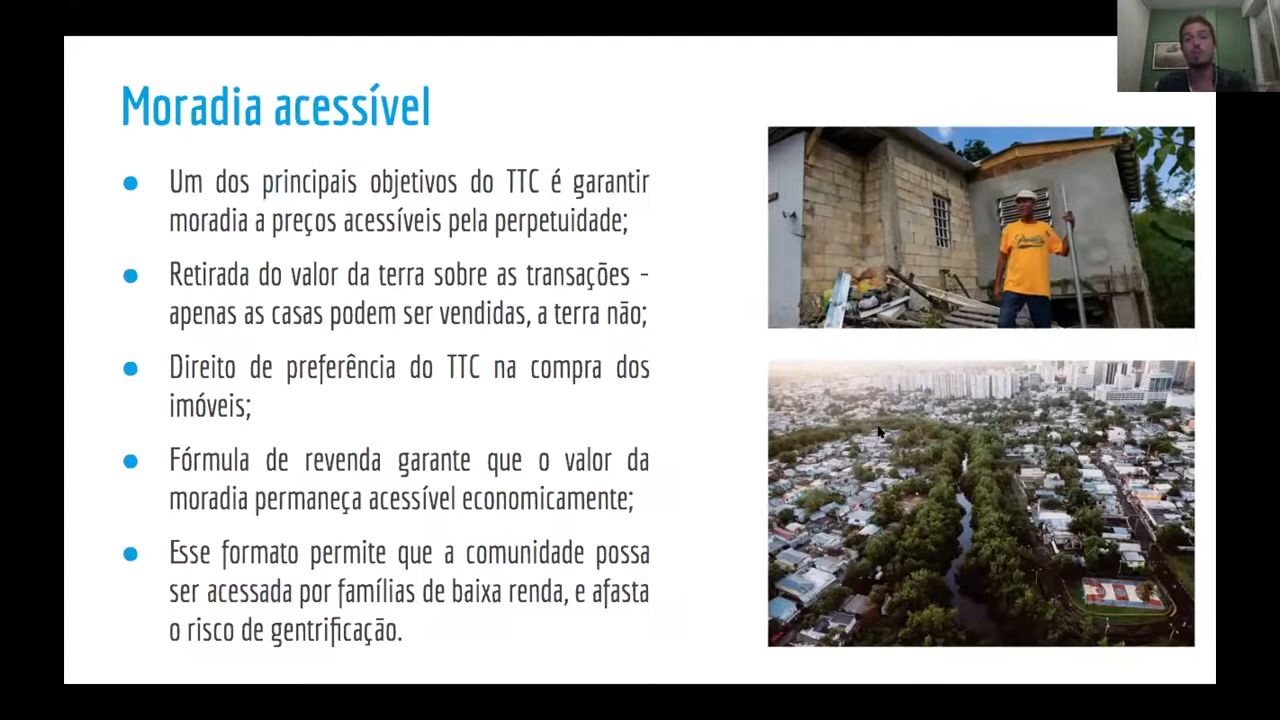 Moradia acessível
● Um dos principais objetivos do TTC é garantir
moradia a preços acessíveis pela perpetuidade;
● Retirada do valor da terra sobre as transações -
apenas as casas podem ser vendidas, a terra não;
● Direito de preferência do TTC na compra dos
imóveis;
● Fórmula de revenda garante que o valor da
moradia permaneça acessível economicamente;
● Esse formato permite que a comunidade possa
ser acessada por famílias de baixa renda, e afasta
o risco de gentrificação.